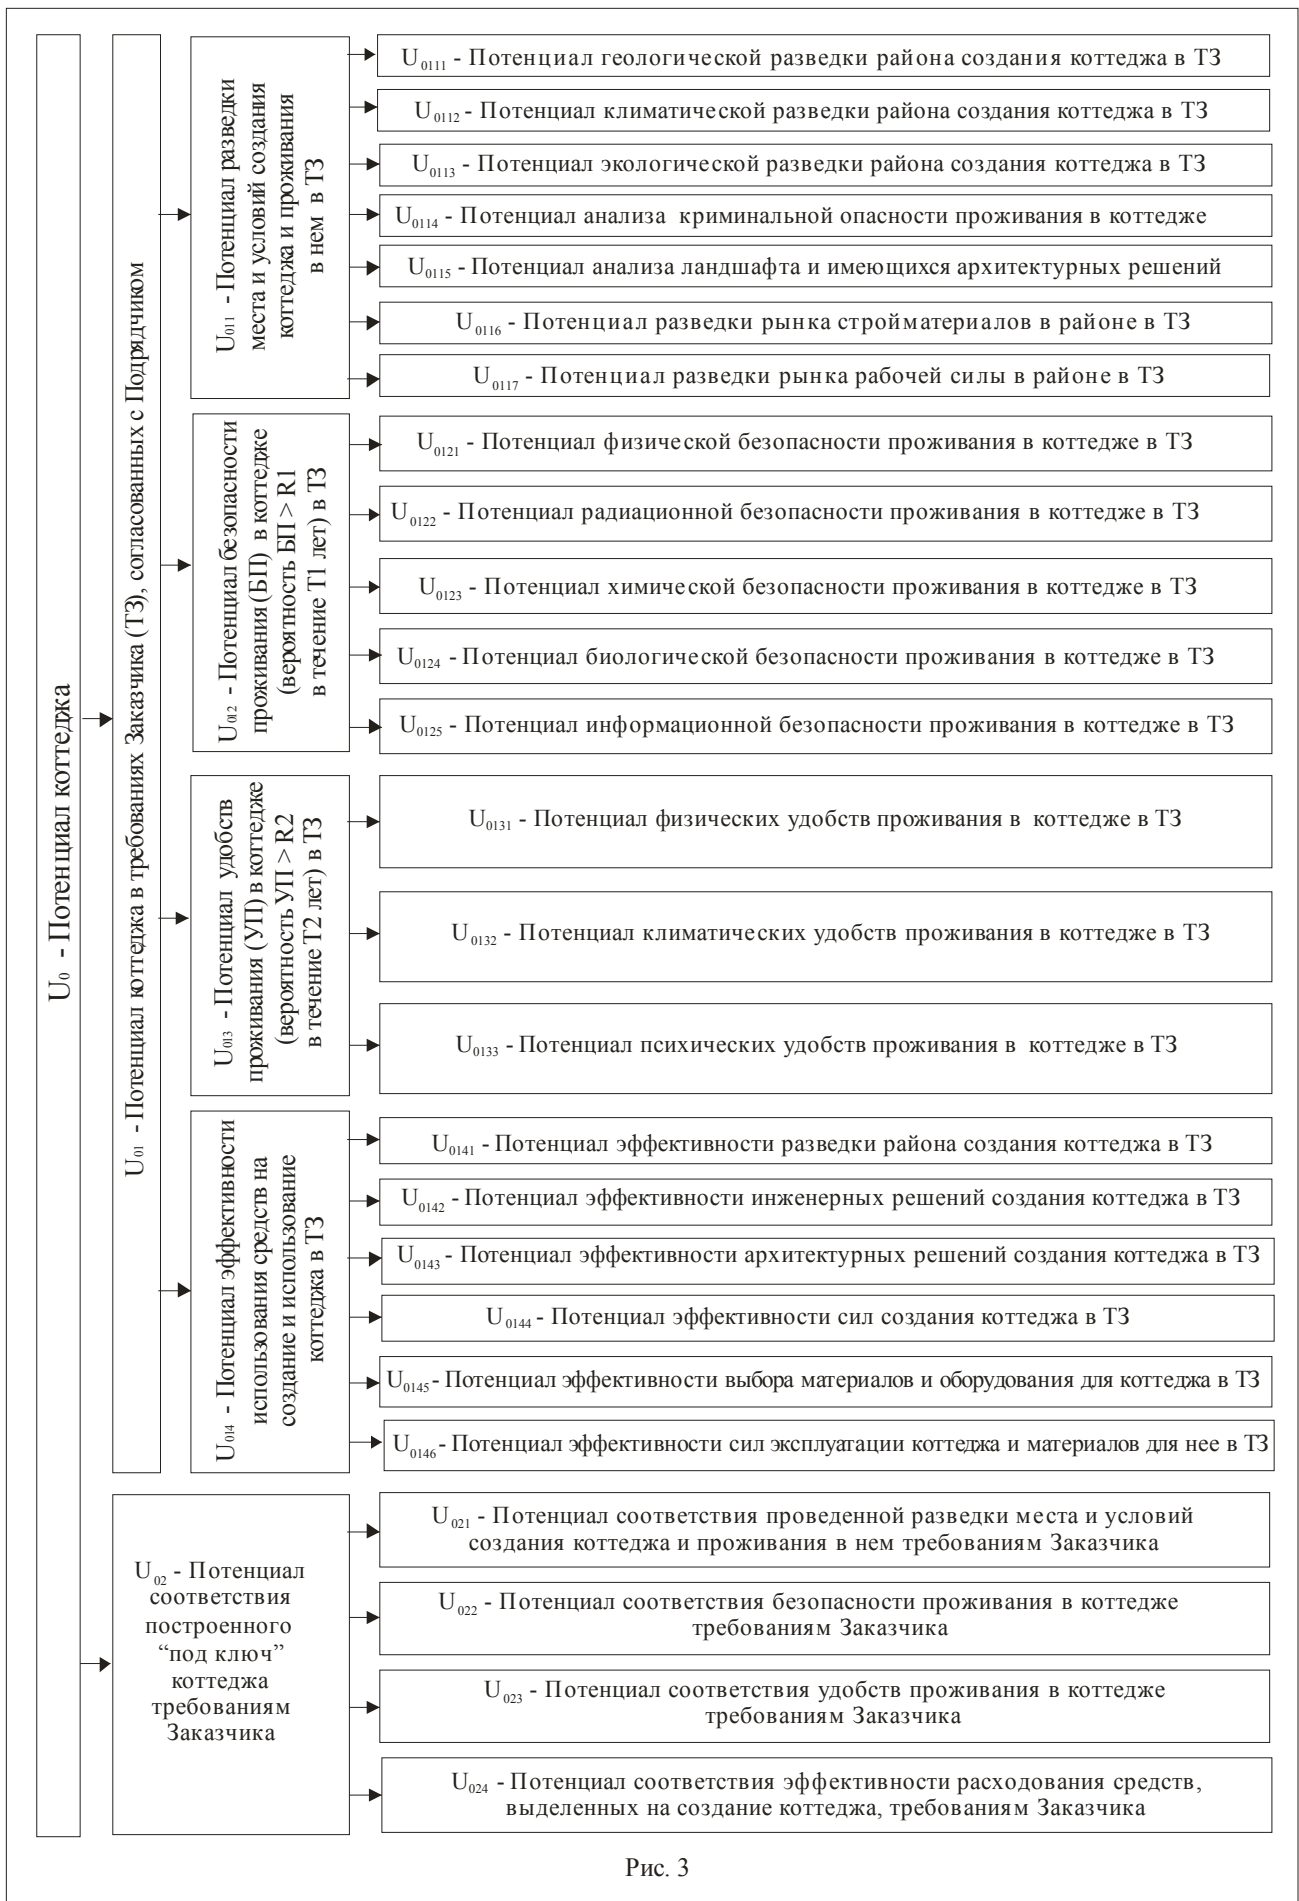 U0 - Потенциал коттеджа
U01 - Потенциал коттеджа в требованиях Заказчика (ТЗ), согласованных с Подрядчиком
U011 - Потенциал разведки
места и условий создания
коттеджа и проживания
в нем в ТЗ
U0111 - Потенциал геологической разведки района создания коттеджа в ТЗ
U0112 - Потенциал климатической разведки района создания коттеджа в ТЗ
U0113 - Потенциал экологической разведки района создания коттеджа в ТЗ
U0114 - Потенциал анализа криминальной опасности проживания в коттедже
U0115 - Потенциал анализа ландшафта и имеющихся архитектурных решений
U0116 - Потенциал разведки рынка стройматериалов в районе в ТЗ
U0117 - Потенциал разведки рынка рабочей силы в районе в ТЗ
U012 - Потенциал безопасности
проживания (БП) в коттедже
(вероятность БП > R1
в течение T1 лет) в ТЗ
U0121 - Потенциал физической безопасности проживания в коттедже в ТЗ
U0122 - Потенциал радиационной безопасности проживания в коттедже в ТЗ
U0123 - Потенциал химической безопасности проживания в коттедже в ТЗ
U0124 - Потенциал биологической безопасности проживания в коттедже в ТЗ
U0125 - Потенциал информационной безопасности проживания в коттедже в ТЗ
U013 - Потенциал удобств
проживания (УП) в коттедже
(вероятность УП > R2
в течение T2 лет) в ТЗ
U0131 - Потенциал физических удобств проживания в коттедже в ТЗ
U0132 - Потенциал климатических удобств проживания в коттедже в ТЗ
U0133 - Потенциал психических удобств проживания в коттедже в ТЗ
U014 - Потенциал эффективности
использования средств на
создание и использование
коттеджа в ТЗ
U0141 - Потенциал эффективности разведки района создания коттеджа в ТЗ
U0142 - Потенциал эффективности инженерных решений создания коттеджа в ТЗ
U0143 - Потенциал эффективности архитектурных решений создания коттеджа в ТЗ
U0144 - Потенциал эффективности сил создания коттеджа в ТЗ
U0145 - Потенциал эффективности выбора материалов и оборудования для коттеджа в ТЗ
U0146 - Потенциал эффективности сил эксплуатации коттеджа и материалов для нее в ТЗ
U02 - Потенциал
соответствия
построенного
“под ключ”
коттеджа
требованиям
Заказчика
U021 - Потенциал соответствия проведенной разведки места и условий
создания коттеджа и проживания в нем требованиям Заказчика
U022 - Потенциал соответствия безопасности проживания в коттедже
требованиям Заказчика
U023 - Потенциал соответствия удобств проживания в коттедже
требованиям Заказчика
U024 - Потенциал соответствия эффективности расходования средств,
выделенных на создание коттеджа, требованиям Заказчика
Рис. 3